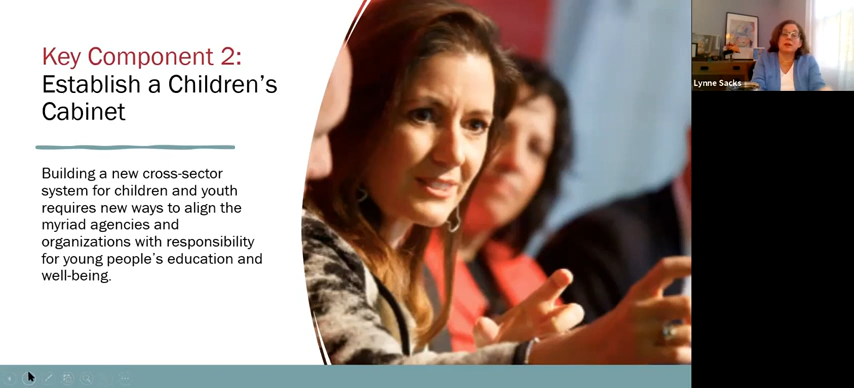 Key Component 2:
Establish a Children’s
Cabinet
Building a new cross-sector
system for children and youth
requires new ways to align the
myriad agencies and
organizations with responsibility
for young people’s education and
well-being.
Lynne Sacks